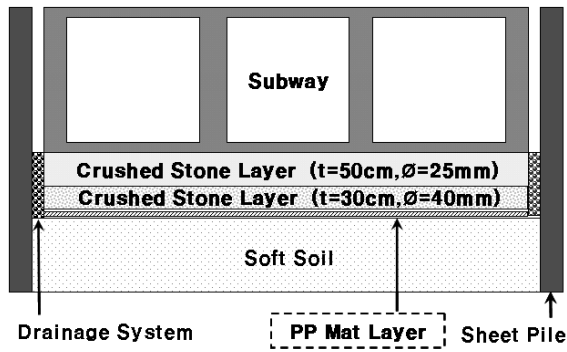 Subway
Crushed Stone Layer (t=50cm,Ø=25mm)
Crushed Stone Layer (t=30cm,Ø=40mm)
Soft Soil
Drainage System
PP Mat Layer
Sheet Pile